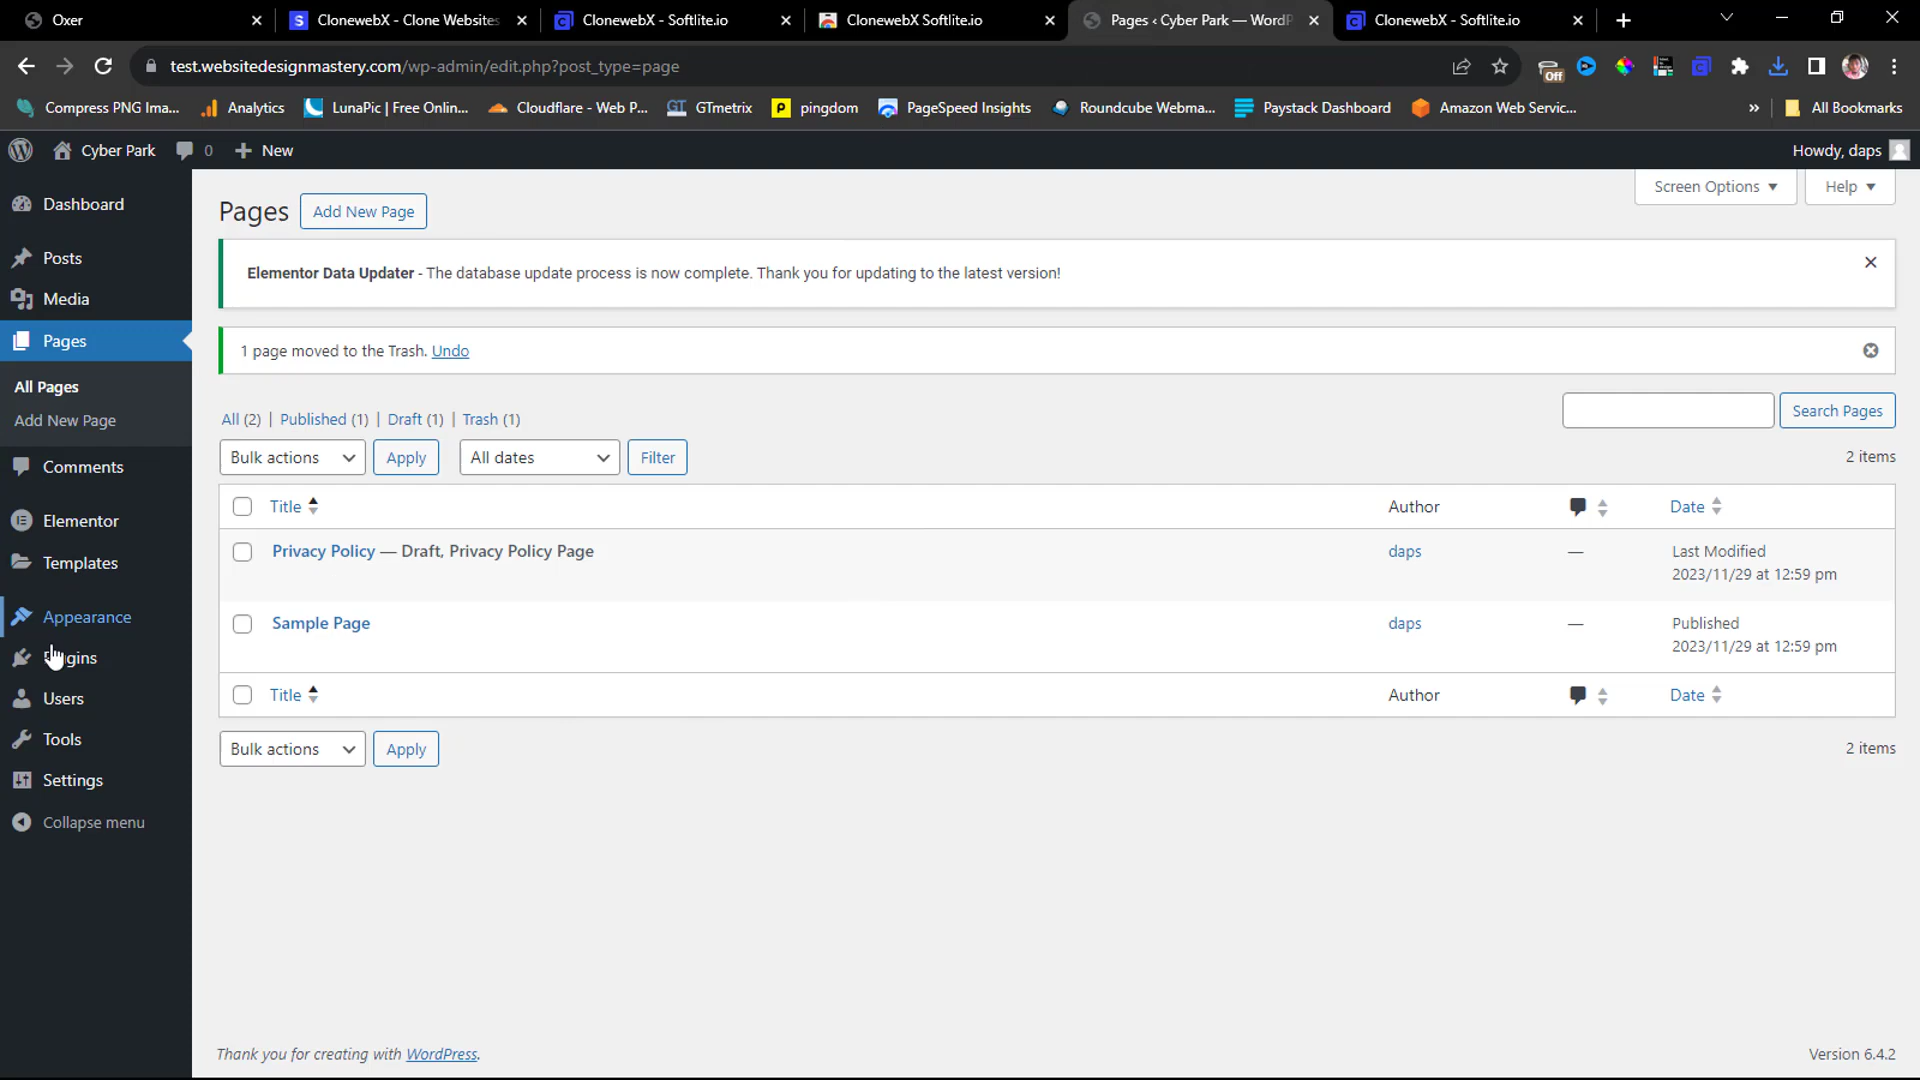 Oxer
ClonewebX - Clone Websites
ClonewebX - Softlite.io
ClonewebX Softlite.io
Pages ‹ Cyber Park — WordP
ClonewebX - Softlite.io
test.websitedesignmastery.com/wp-admin/edit.php?post_type=page
Off
Compress PNG Ima...
Analytics
LunaPic | Free Onlin...
Cloudflare - Web P...
GTmetrix
pingdom
PageSpeed Insights
Roundcube Webma...
Paystack Dashboard
Amazon Web Servic...
»
All Bookmarks
Cyber Park
0
New
Howdy, daps
Dashboard
Posts
Media
Pages
All Pages
Add New Page
Comments
Elementor
Templates
Appearance
Users
Tools
Settings
Collapse menu
Pages
Add New Page
Screen Options
Help
Elementor Data Updater - The database update process is now complete. Thank you for updating to the latest version!
1 page moved to the Trash. Undo
All (2) | Published (1) | Draft (1) | Trash (1)
Search Pages
Bulk actions
Apply
All dates
Filter
2 items
Title
Author
Date
Privacy Policy — Draft, Privacy Policy Page
daps
—
Last Modified
2023/11/29 at 12:59 pm
Sample Page
daps
—
Published
2023/11/29 at 12:59 pm
Title
Author
Date
Bulk actions
Apply
2 items
Thank you for creating with WordPress.
Version 6.4.2